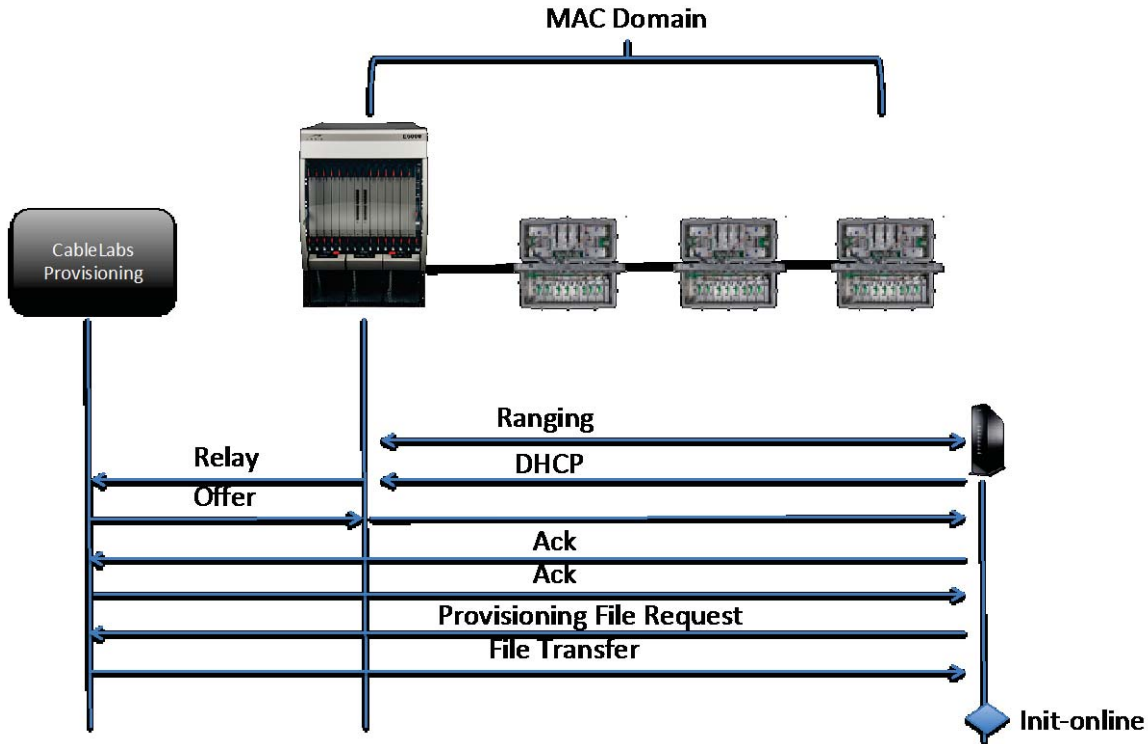 MAC Domain
CableLabs
Provisioning
Ranging
Relay
DHCP
Offer
Ack
Ack
Provisioning File Request
File Transfer
Init-online